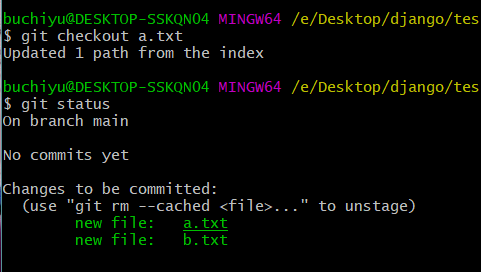 buchiyu@DESKTOP-SSKQN04 MINGW64 /e/Desktop/django/tes
$ git checkout a.txt
Updated 1 path from the index
buchiyu@DESKTOP-SSKQN04 MINGW64 /e/Desktop/django/tes
$ git status
On branch main
No commits yet
Changes to be committed:
  (use "git rm --cached <file>..." to unstage)
        new file:   a.txt
        new file:   b.txt